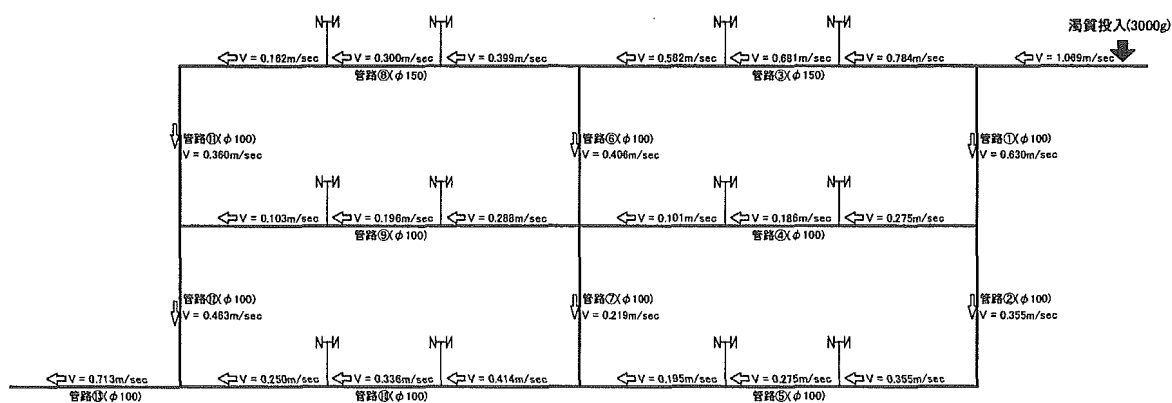 濁質投入(3000g)
V = 0.162m/sec V = 0.300m/sec V = 0.399m/sec V = 0.582m/sec V = 0.681m/sec V = 0.784m/sec V = 1.069m/sec
管路⑧(φ150) 管路③(φ150)
管路⑪(φ100) 管路⑥(φ100) 管路①(φ100)
V = 0.360m/sec V = 0.406m/sec V = 0.630m/sec
V = 0.103m/sec V = 0.196m/sec V = 0.288m/sec V = 0.101m/sec V = 0.186m/sec V = 0.275m/sec
管路⑨(φ100) 管路④(φ100)
管路⑫(φ100) 管路⑦(φ100) 管路②(φ100)
V = 0.463m/sec V = 0.219m/sec V = 0.355m/sec
V = 0.713m/sec V = 0.250m/sec V = 0.336m/sec V = 0.414m/sec V = 0.195m/sec V = 0.275m/sec V = 0.355m/sec
管路⑬(φ100) 管路⑩(φ100) 管路⑤(φ100)